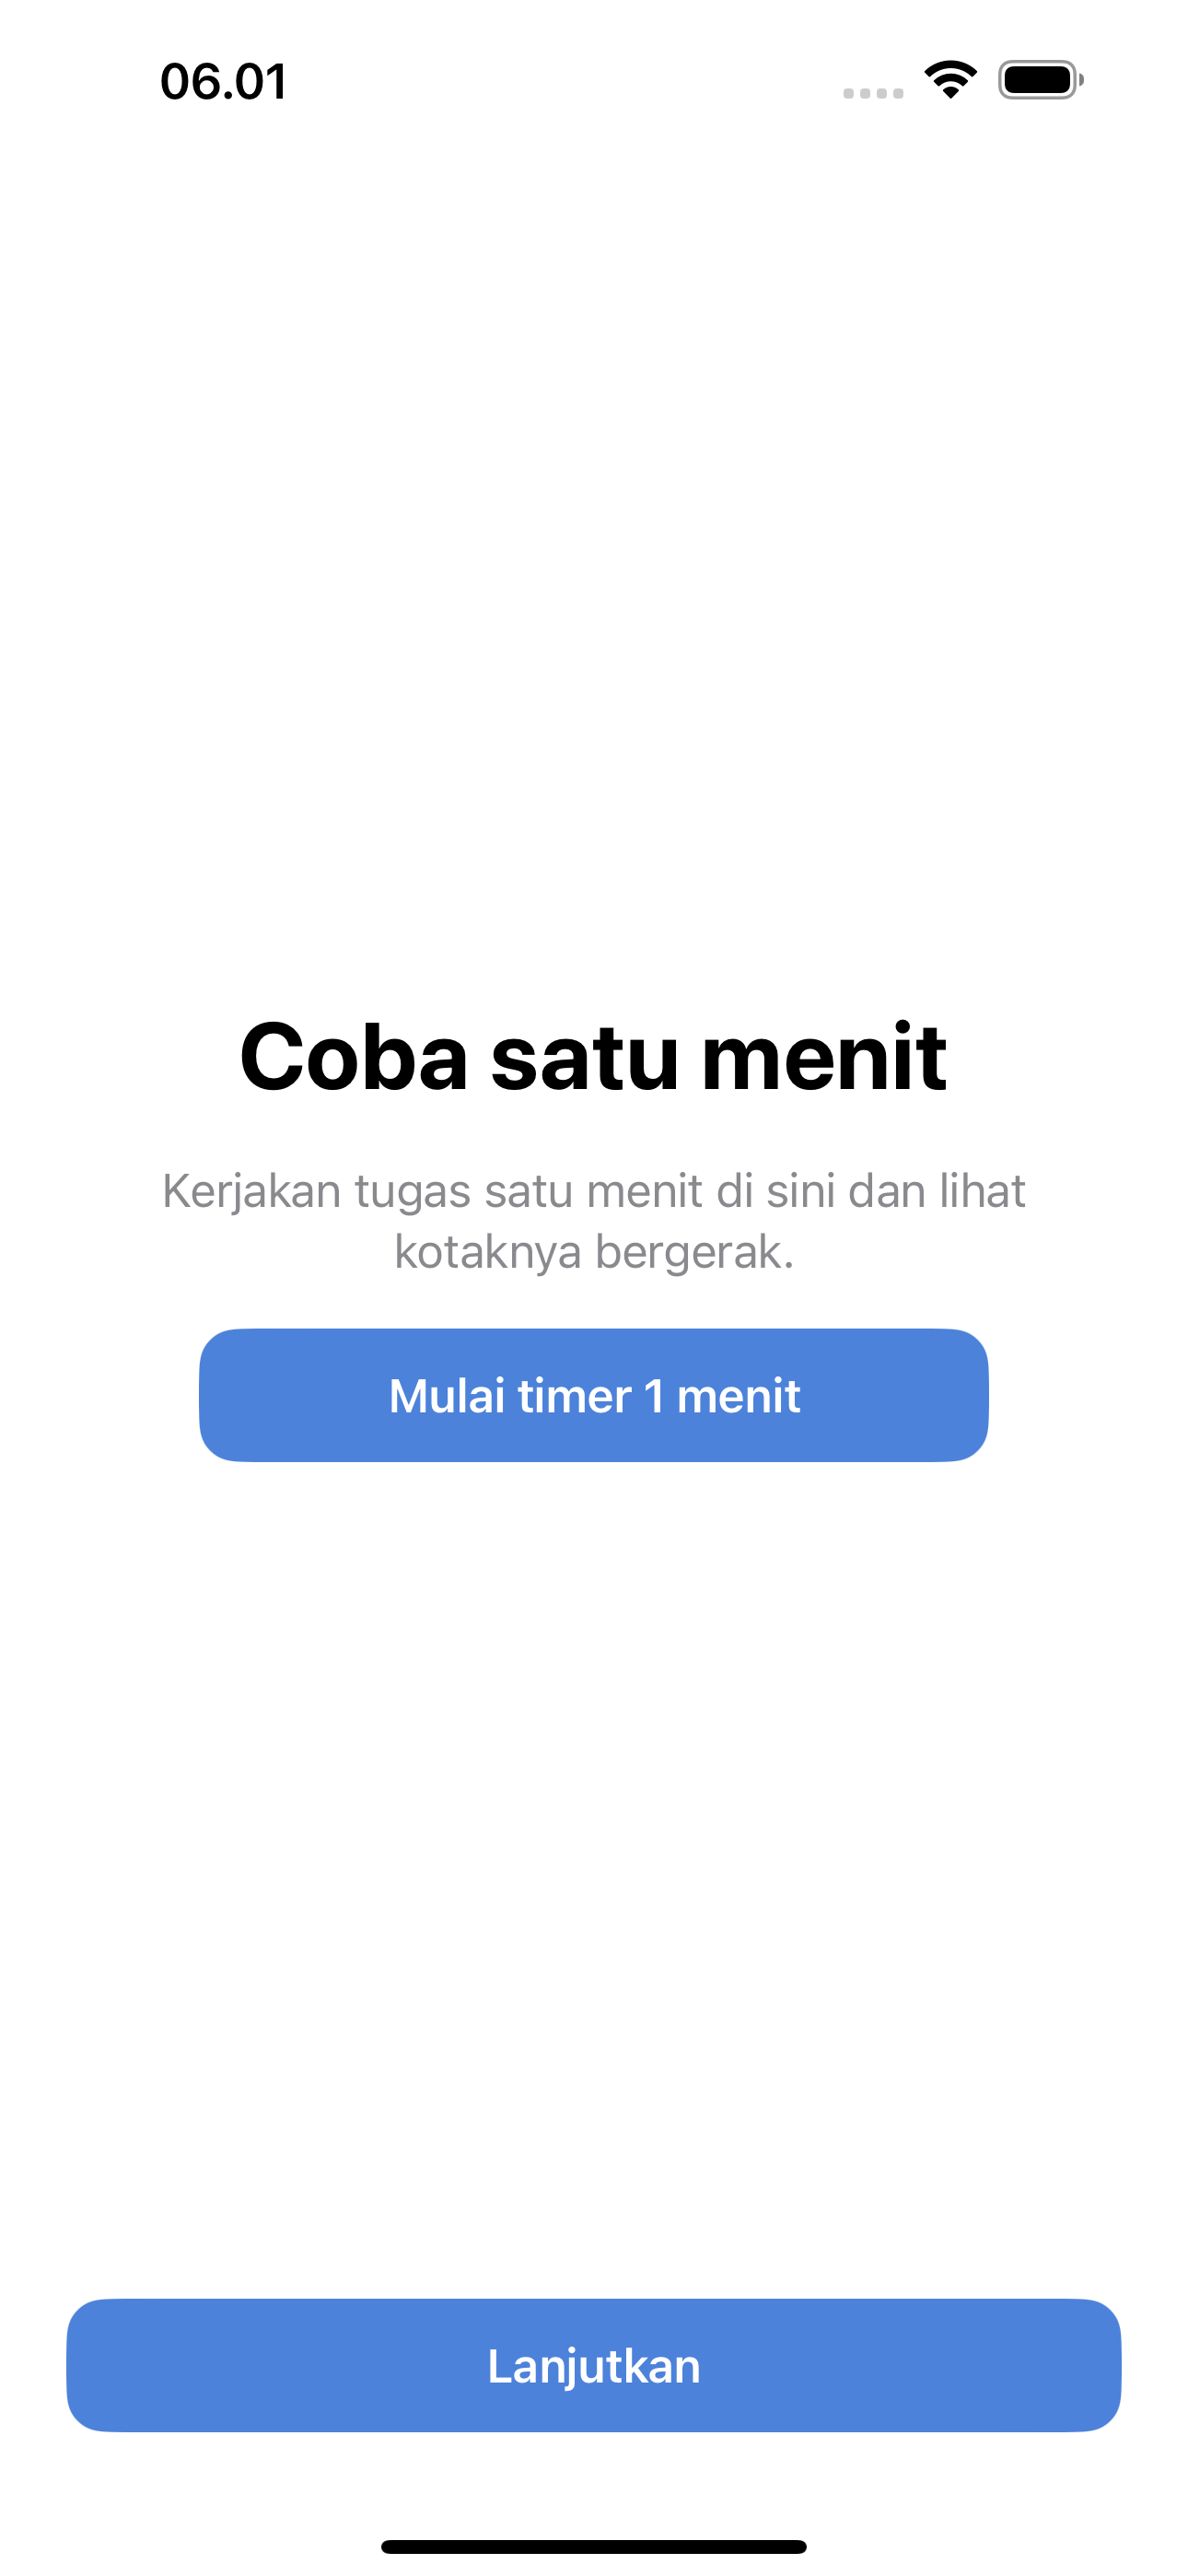 06.01
Coba satu menit
Kerjakan tugas satu menit di sini dan lihat
kotaknya bergerak.
Mulai timer 1 menit
Lanjutkan